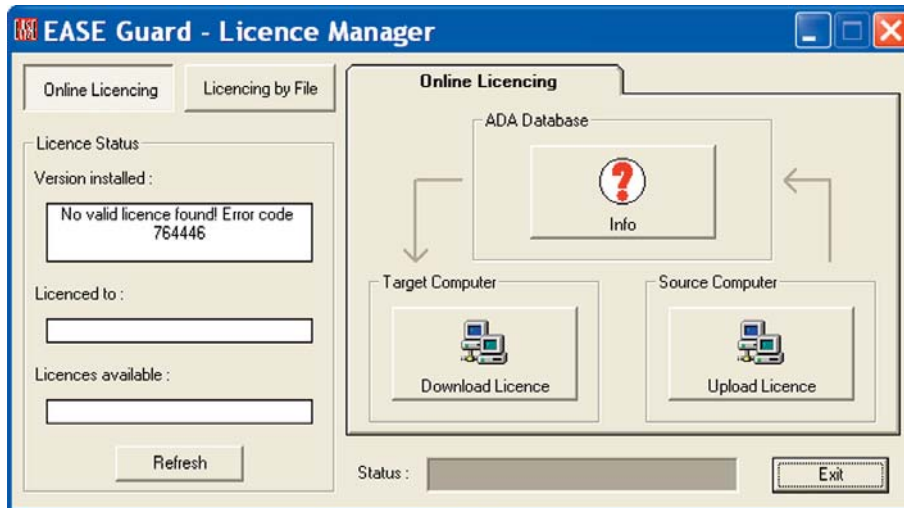 EASE
EASE Guard - Licence Manager
Online Licencing
Licencing by File
Licence Status
Version installed :
No valid licence found! Error code
764446
Licenced to :
Licences available :
Refresh
Online Licencing
ADA Database
?
Info
Target Computer
Source Computer
Download Licence
Upload Licence
Status :
Exit